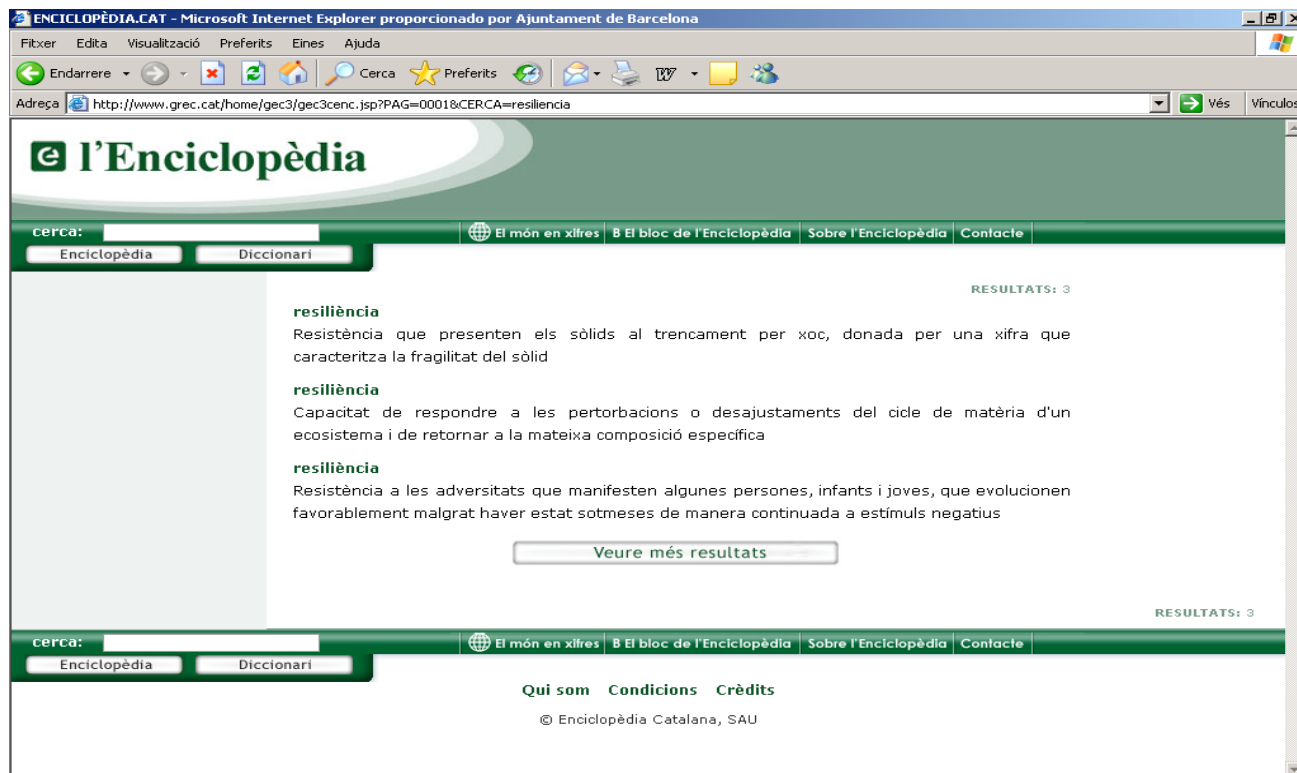 ENCICLOPÈDIA.CAT - Microsoft Internet Explorer proporcionado por Ajuntament de Barcelona
Fitxer Edita Visualització Preferits Eines Ajuda
Endarrere Cerca Preferits
Adreça http://www.grec.cat/home/gec3/gec3cenc.jsp?PAG=0001&CERCA=resiliencia Vés Vínculos
l'Enciclopèdia
cerca: El món en xifres B El bloc de l'Enciclopèdia Sobre l'Enciclopèdia Contacte
Enciclopèdia Diccionari
RESULTATS: 3
resiliència
Resistència que presenten els sòlids al trencament per xoc, donada per una xifra que
caracteritza la fragilitat del sòlid
resiliència
Capacitat de respondre a les pertorbacions o desajustaments del cicle de matèria d'un
ecosistema i de retornar a la mateixa composició específica
resiliència
Resistència a les adversitats que manifesten algunes persones, infants i joves, que evolucionen
favorablement malgrat haver estat sotmeses de manera continuada a estímuls negatius
Veure més resultats
RESULTATS: 3
cerca: El món en xifres B El bloc de l'Enciclopèdia Sobre l'Enciclopèdia Contacte
Enciclopèdia Diccionari
Qui som Condicions Crèdits
© Enciclopèdia Catalana, SAU